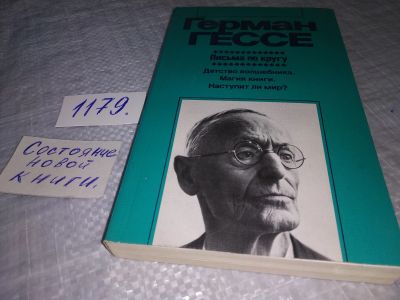 Герман
ГЕССЕ
Письма по кругу
Детство волшебника.
Магия книги.
Наступит ли мир?
1179.
Состояние
новой
книги.